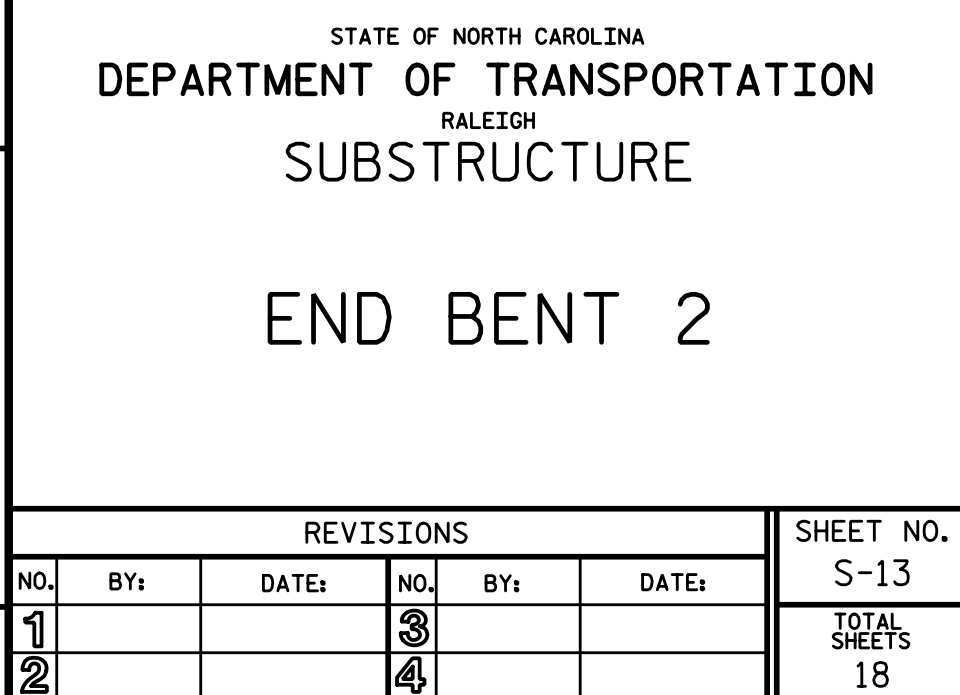 STATE OF NORTH CAROLINA
DEPARTMENT OF TRANSPORTATION
RALEIGH
SUBSTRUCTURE
END BENT 2
REVISIONS
NO. BY: DATE: NO. BY: DATE:
1 3
2 4
SHEET NO.
S-13
TOTAL
SHEETS
18